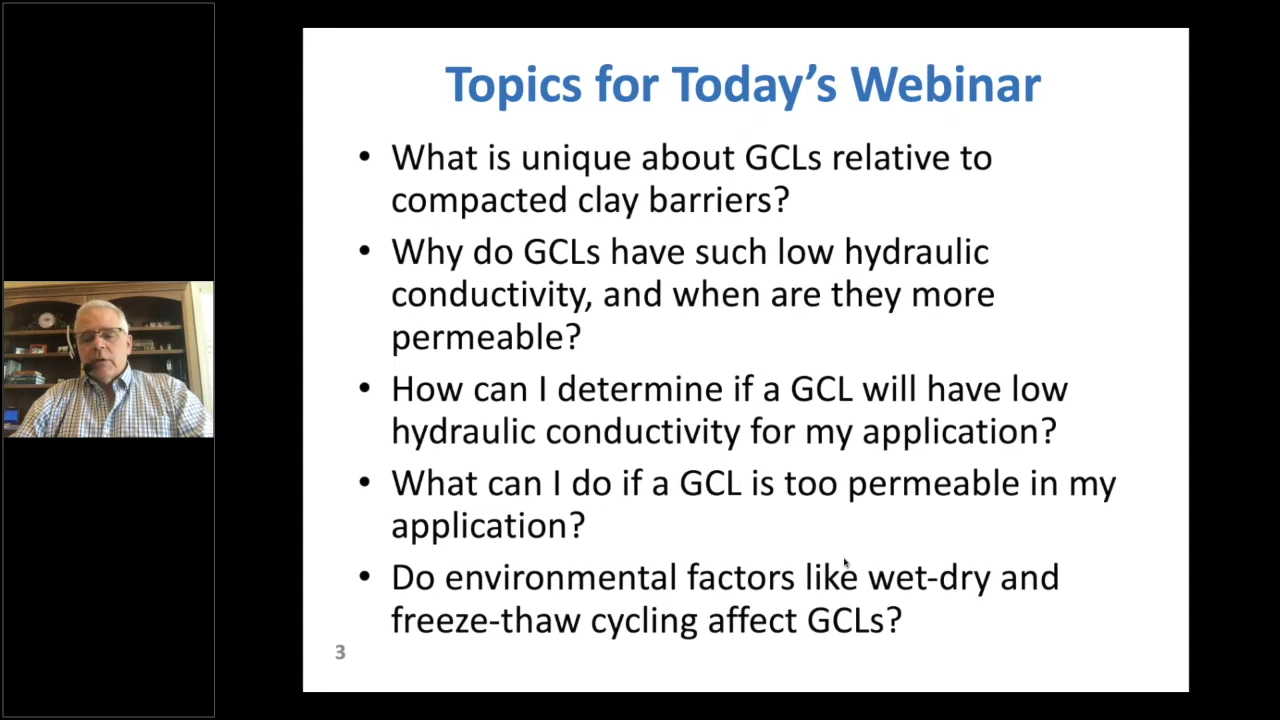 Topics for Today's Webinar
• What is unique about GCLs relative to
compacted clay barriers?
• Why do GCLs have such low hydraulic
conductivity, and when are they more
permeable?
• How can I determine if a GCL will have low
hydraulic conductivity for my application?
• What can I do if a GCL is too permeable in my
application?
• Do environmental factors like wet-dry and
freeze-thaw cycling affect GCLs?
3